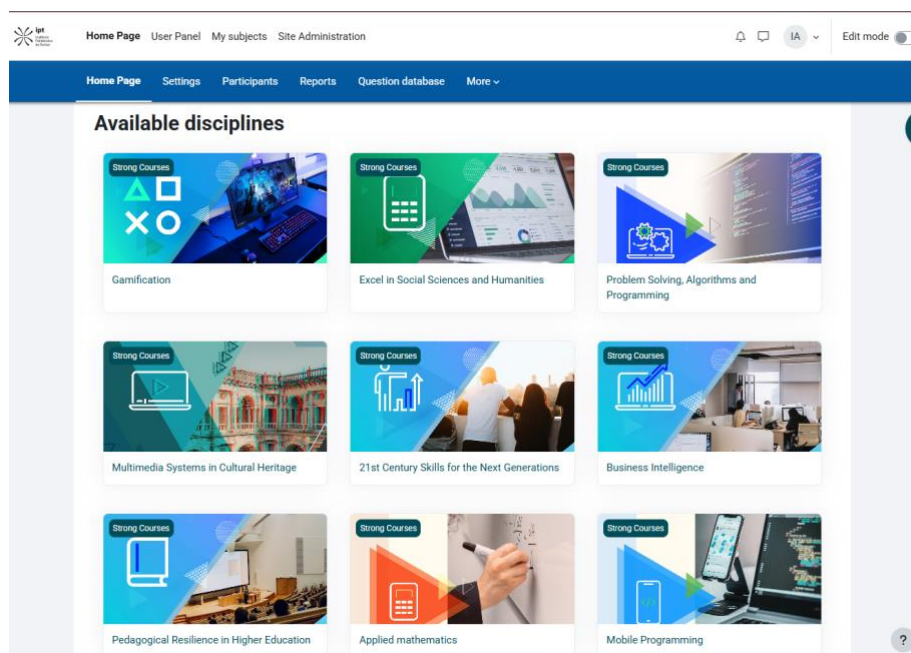 ipt
Home Page User Panel My subjects Site Administration
IA
Edit mode
Home Page Settings Participants Reports Question database More
Available disciplines
Strong Courses
Strong Courses
Strong Courses
Gamification
Excel in Social Sciences and Humanities
Problem Solving, Algorithms and
Programming
Strong Courses
Strong Courses
Strong Courses
Multimedia Systems in Cultural Heritage
21st Century Skills for the Next Generations
Business Intelligence
Strong Courses
Strong Courses
Strong Courses
Pedagogical Resilience in Higher Education
Applied mathematics
Mobile Programming
?